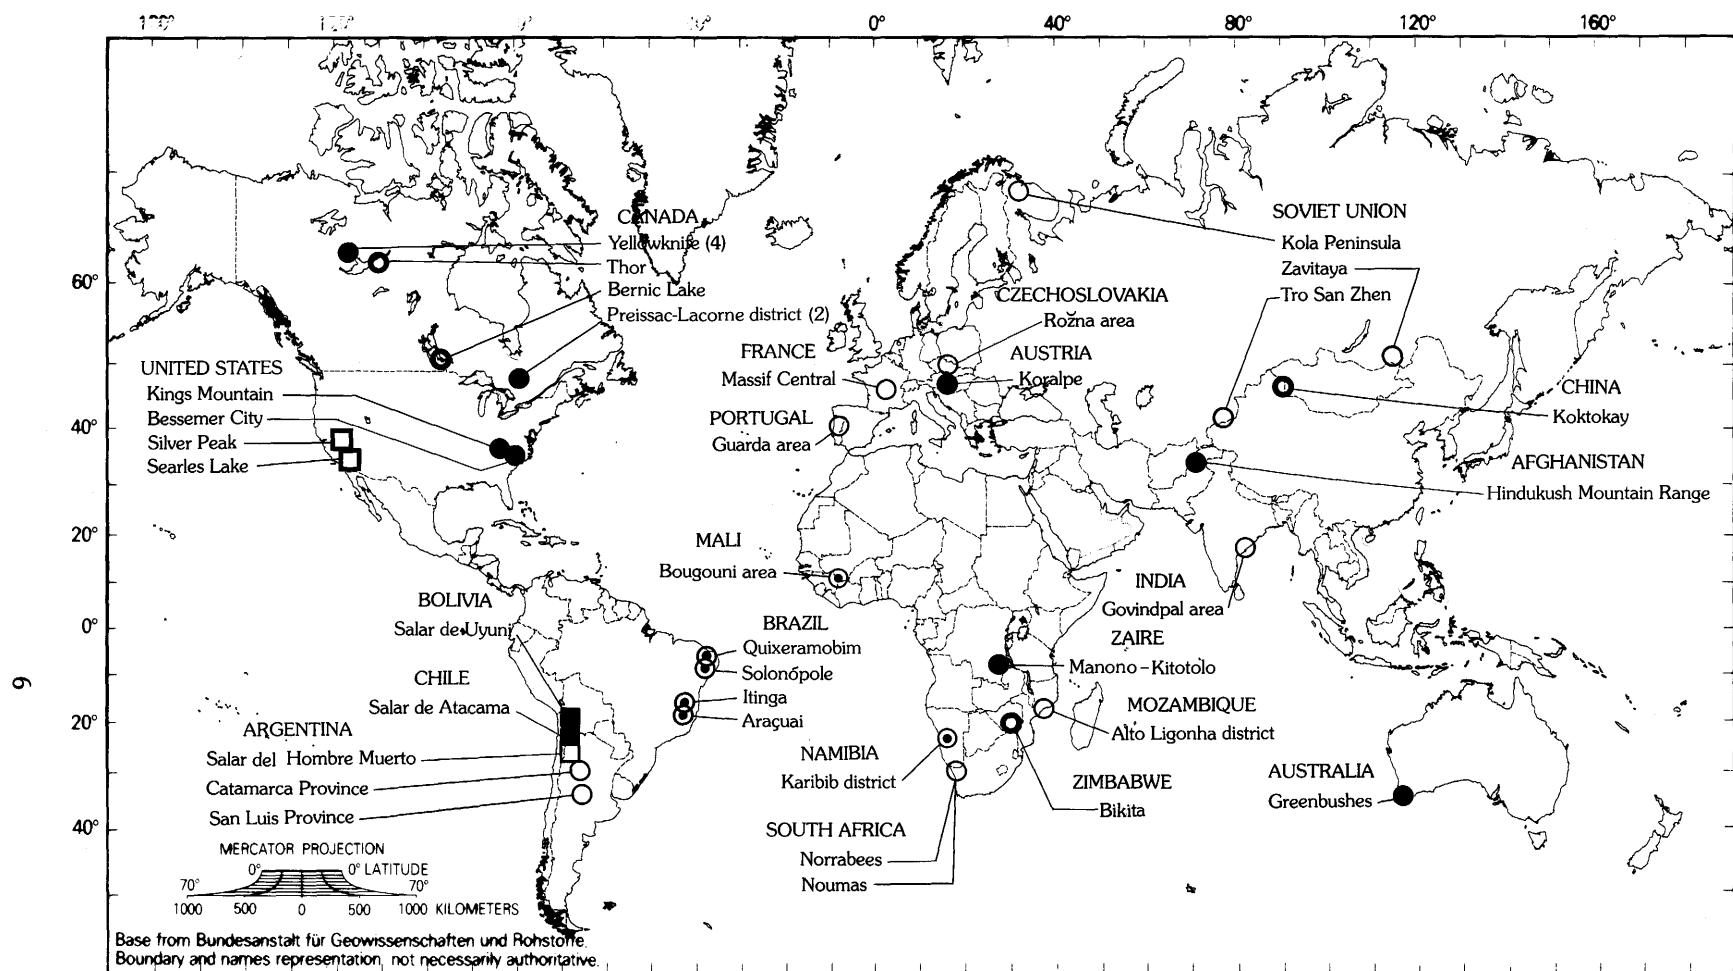 0° 40° 80° 120° 160°
60°
40°
20°
0°
20°
40°
CANADA
Yellowknife (4)
Thor
Bernic Lake
Preissac-Lacorne district (2)
UNITED STATES
Kings Mountain
Bessemer City
Silver Peak
Searles Lake
SOVIET UNION
Kola Peninsula
Zavitaya
Tro San Zhen
CZECHOSLOVAKIA
Rožna area
FRANCE
Massif Central
AUSTRIA
Koralpe
PORTUGAL
Guarda area
CHINA
Koktokay
AFGHANISTAN
Hindukush Mountain Range
MALI
Bougouni area
INDIA
Govindpal area
BOLIVIA
Salar de Uyuni
BRAZIL
Quixeramobim
Solonópole
Itinga
Araçuai
ZAIRE
Manono-Kitotolo
CHILE
Salar de Atacama
ARGENTINA
Salar del Hombre Muerto
Catamarca Province
San Luis Province
MOZAMBIQUE
Alto Ligonha district
NAMIBIA
Karibib district
ZIMBABWE
Bikita
AUSTRALIA
Greenbushes
SOUTH AFRICA
Norrabees
Noumas
MERCATOR PROJECTION
0° 0° LATITUDE
70° 70°
1000 500 0 500 1000 KILOMETERS
Base from Bundesanstalt für Geowissenschaften und Rohstoffe.
Boundary and names representation not necessarily authoritative.
6